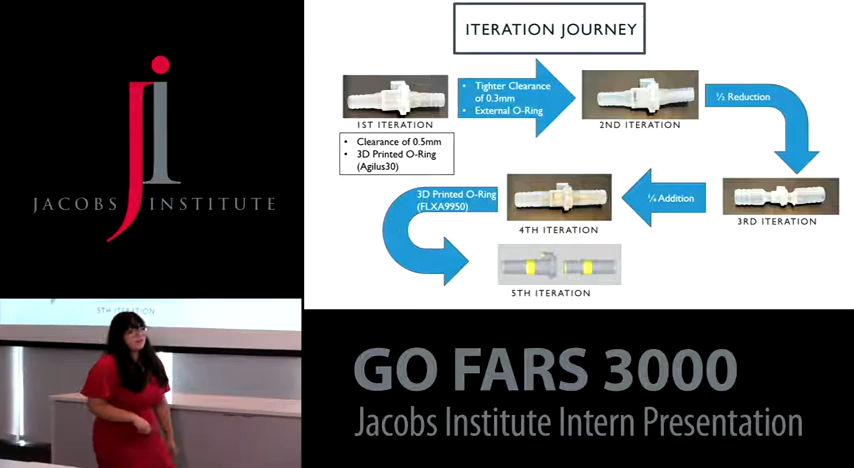 JACOBS INSTITUTE
ITERATION JOURNEY
1ST ITERATION
• Clearance of 0.5mm
• 3D Printed O-Ring
(Agilus30)
• Tighter Clearance
of 0.3mm
• External O-Ring
2ND ITERATION
½ Reduction
3RD ITERATION
¼ Addition
4TH ITERATION
3D Printed O-Ring
(FLXA9950)
5TH ITERATION
5TH ITERATION
GO FARS 3000
Jacobs Institute Intern Presentation